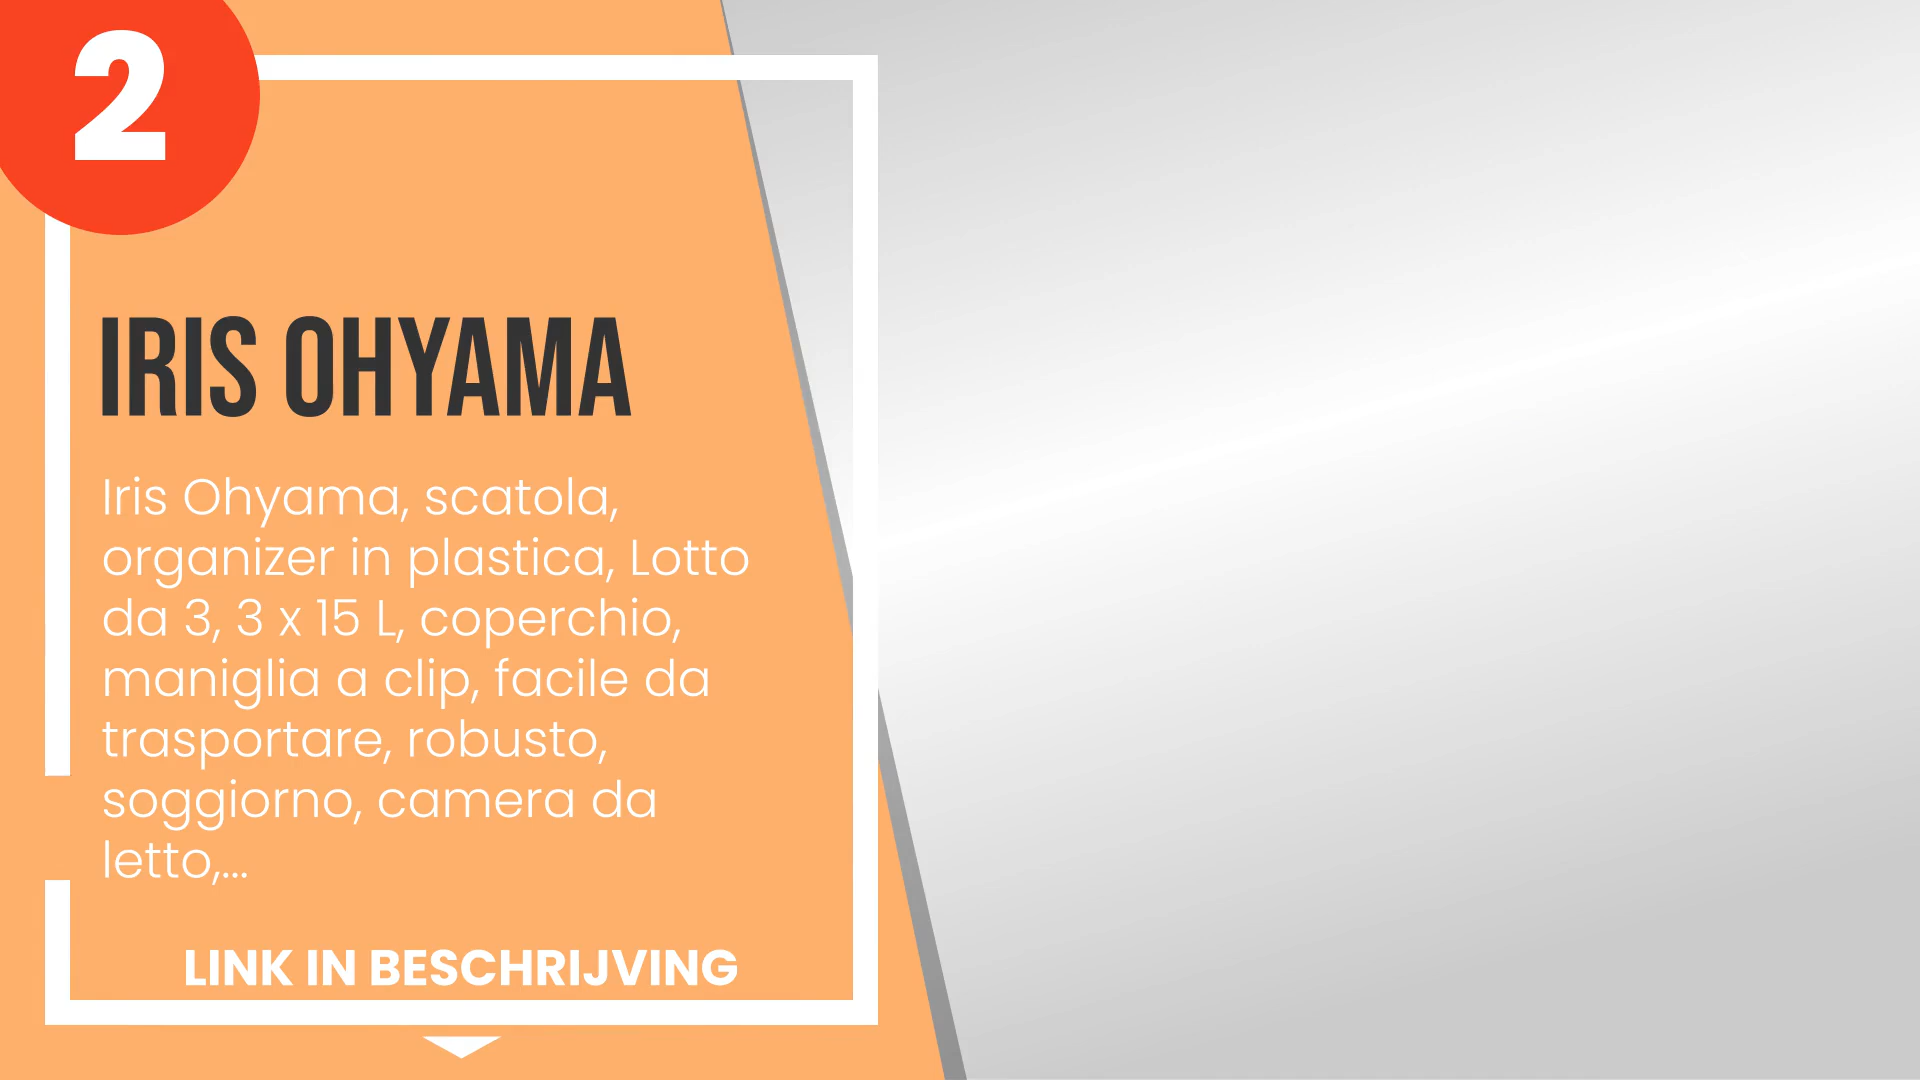 2
IRIS OHYAMA
Iris Ohyama, scatola,
organizer in plastica, Lotto
da 3, 3 x 15 L, coperchio,
maniglia a clip, facile da
trasportare, robusto,
soggiorno, camera da
letto,...
LINK IN BESCHRIJVING